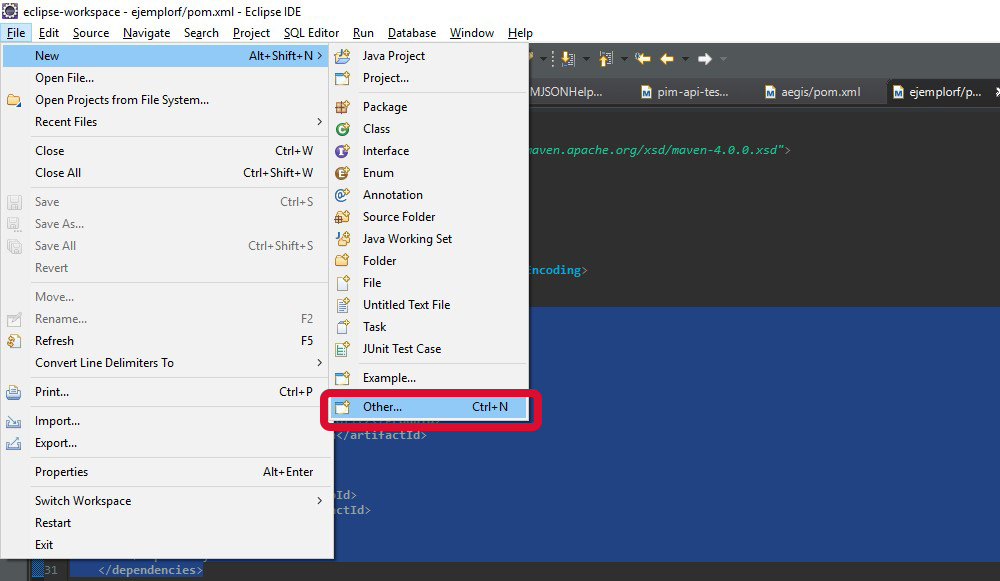 eclipse-workspace - ejemplorf/pom.xml - Eclipse IDE
File Edit Source Navigate Search Project SQL Editor Run Database Window Help
New Alt+Shift+N >
Open File...
Open Projects from File System...
Recent Files >
Close Ctrl+W
Close All Ctrl+Shift+W
Save Ctrl+S
Save As...
Save All Ctrl+Shift+S
Revert
Move...
Rename... F2
Refresh F5
Convert Line Delimiters To >
Print... Ctrl+P
Import...
Export...
Properties Alt+Enter
Switch Workspace >
Restart
Exit
Java Project
Project...
Package
Class
Interface
Enum
Annotation
Source Folder
Java Working Set
Folder
File
Untitled Text File
Task
JUnit Test Case
Example...
Other... Ctrl+N
MJSONHelp... pim-api-tes... aegis/pom.xml ejemplorf/p...
maven.apache.org/xsd/maven-4.0.0.xsd">
ncoding>
</artifactId>
Id>
ctId>
31 </dependencies>